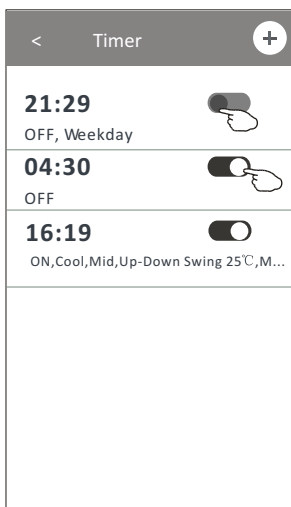 < Timer +
21:29
OFF, Weekday
04:30
OFF
16:19
ON,Cool,Mid,Up-Down Swing 25℃,M...